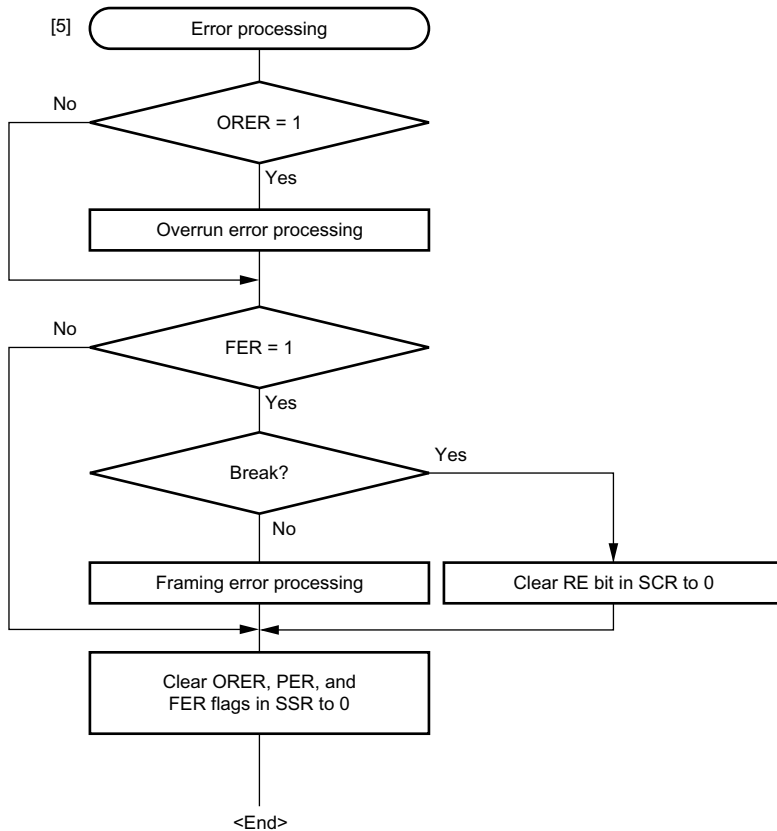 [5]
Error processing
No
ORER = 1
Yes
Overrun error processing
No
FER = 1
Yes
Break?
Yes
No
Framing error processing
Clear RE bit in SCR to 0
Clear ORER, PER, and
FER flags in SSR to 0
<End>